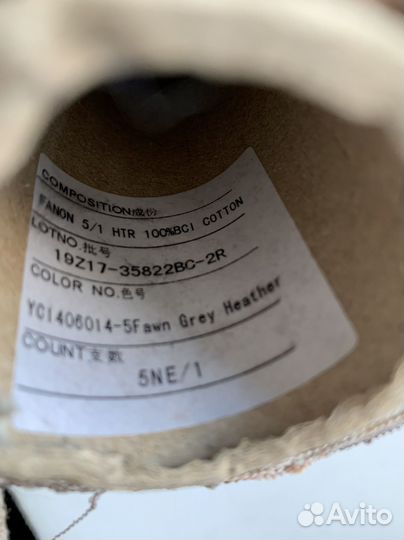 COMPOSITION成份
FANON 5/1 HTR 100%BCI COTTON
LOTNO.批号
19Z17-35822BC-2R
COLOR NO.色号
YC1406014-5Fawn Grey Heather
COUNT支数
5NE/1
Avito